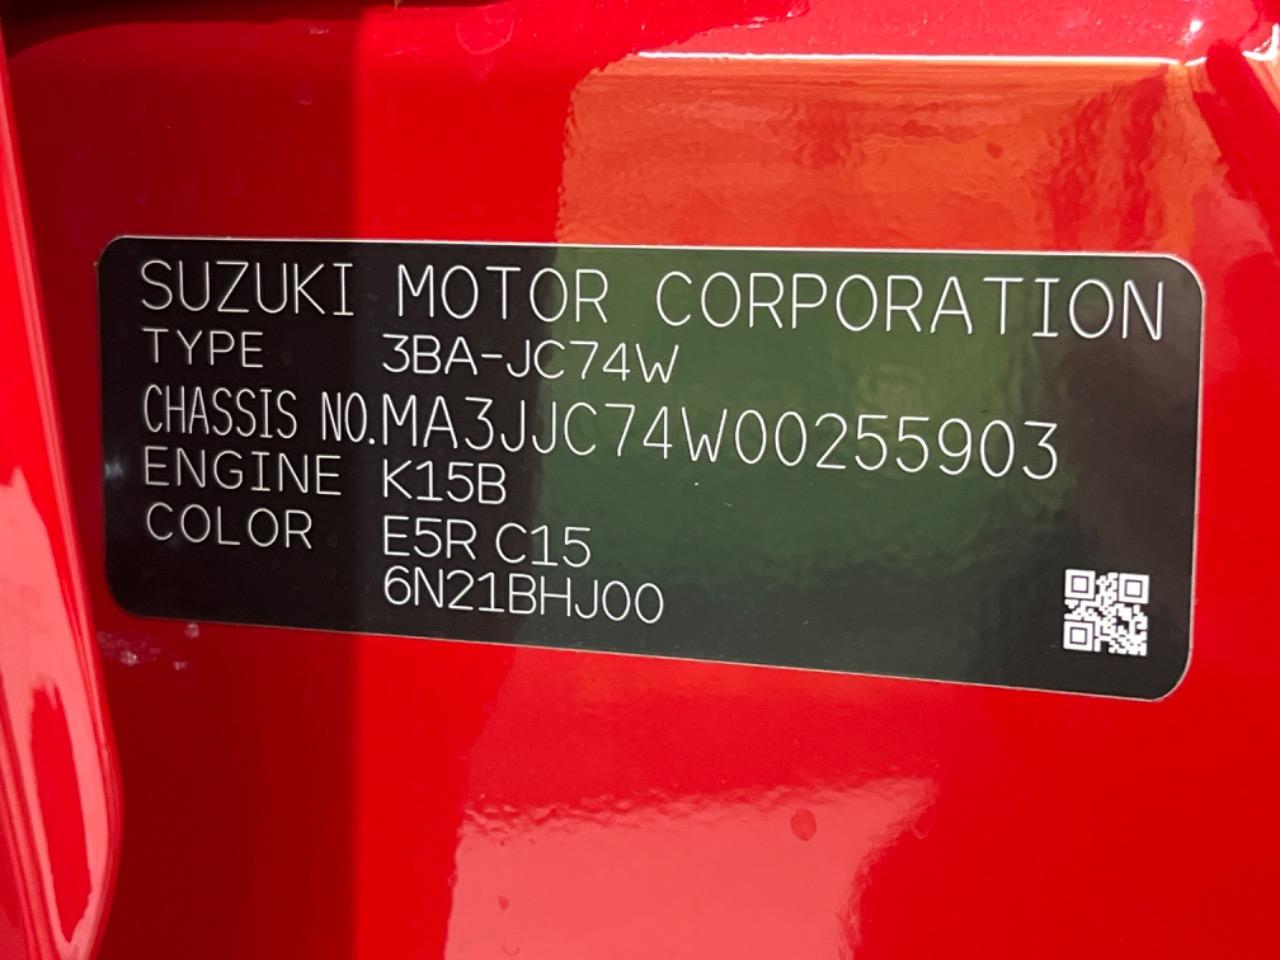 SUZUKI MOTOR CORPORATION
TYPE 3BA-JC74W
CHASSIS NO.MA3JJC74W00255903
ENGINE K15B
COLOR E5R C15
6N21BHJ00